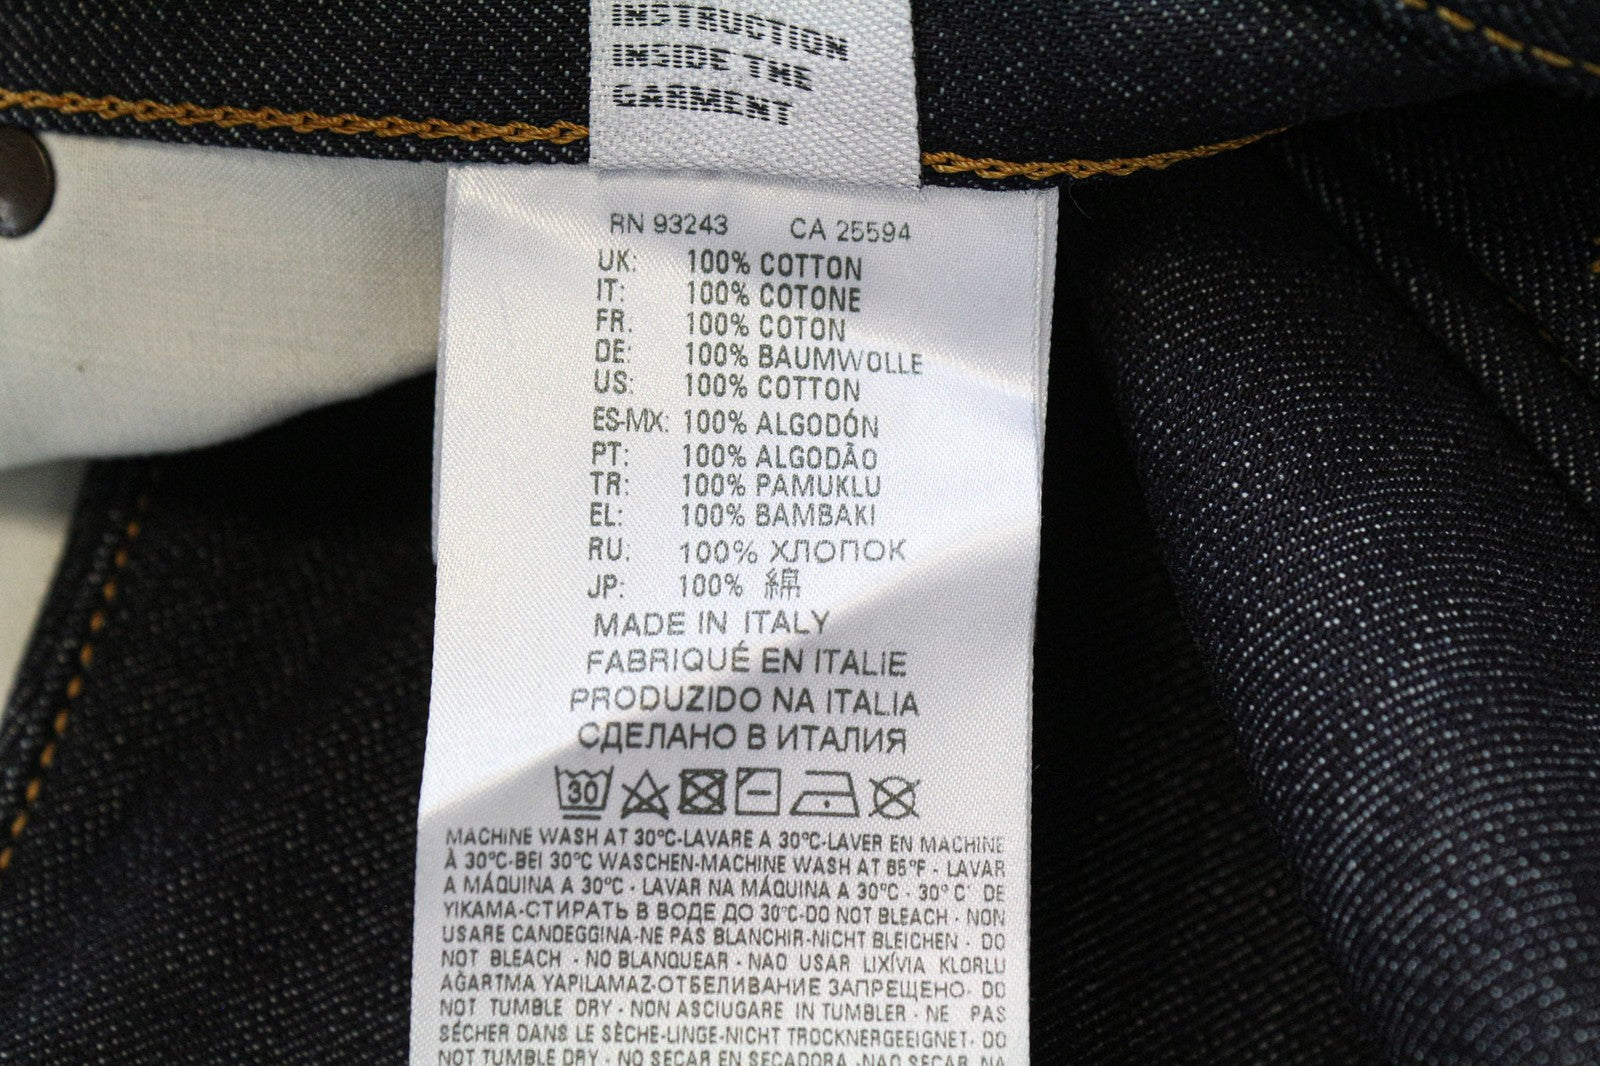 INSTRUCTION
INSIDE THE
GARMENT
RN 93243 CA 25594
UK: 100% COTTON
IT: 100% COTONE
FR: 100% COTON
DE: 100% BAUMWOLLE
US: 100% COTTON
ES-MX: 100% ALGODÓN
PT: 100% ALGODÃO
TR: 100% PAMUKLU
EL: 100% BAMBAKI
RU: 100% ХЛОПОК
JP: 100% 綿
MADE IN ITALY
FABRIQUÉ EN ITALIE
PRODUZIDO NA ITALIA
СДЕЛАНО В ИТАЛИЯ
30
MACHINE WASH AT 30°C-LAVARE A 30°C-LAVER EN MACHINE
À 30°C-BEI 30°C WASCHEN-MACHINE WASH AT 85°F - LAVAR
A MÁQUINA A 30°C - LAVAR NA MÁQUINA A 30°C - 30° C' DE
YIKAMA-СТИРАТЬ В ВОДЕ ДО 30°C-DO NOT BLEACH - NON
USARE CANDEGGINA-NE PAS BLANCHIR-NICHT BLEICHEN - DO
NOT BLEACH - NO BLANQUEAR - NAO USAR LIXÍVIA KLORLU
AĞARTMA YAPILAMAZ-ОТБЕЛИВАНИЕ ЗАПРЕЩЕНО- DO
NOT TUMBLE DRY - NON ASCIUGARE IN TUMBLER - NE PAS
SÉCHER DANS LE SÈCHE-LINGE-NICHT TROCKNERGEEIGNET- DO
NOT TUMBLE DRY - NO SECAR EN SECADORA -NAO SECAR NA